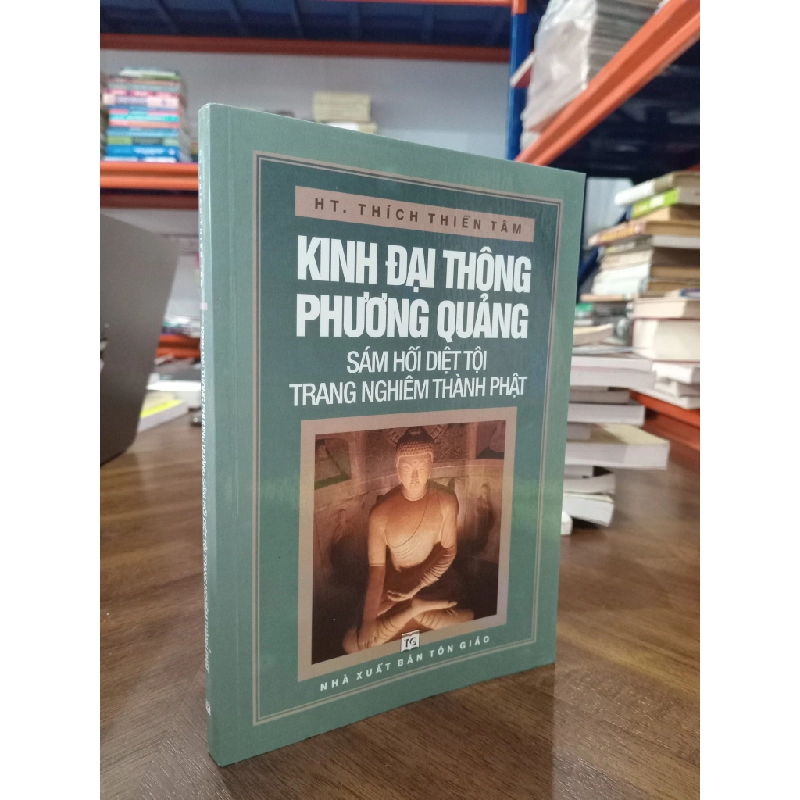 HT. THÍCH THIỀN TÂM
KINH ĐẠI THÔNG
PHƯƠNG QUẢNG
SÁM HỐI DIỆT TỘI
TRANG NGHIÊM THÀNH PHẬT
TG
NHÀ XUẤT BẢN TÔN GIÁO